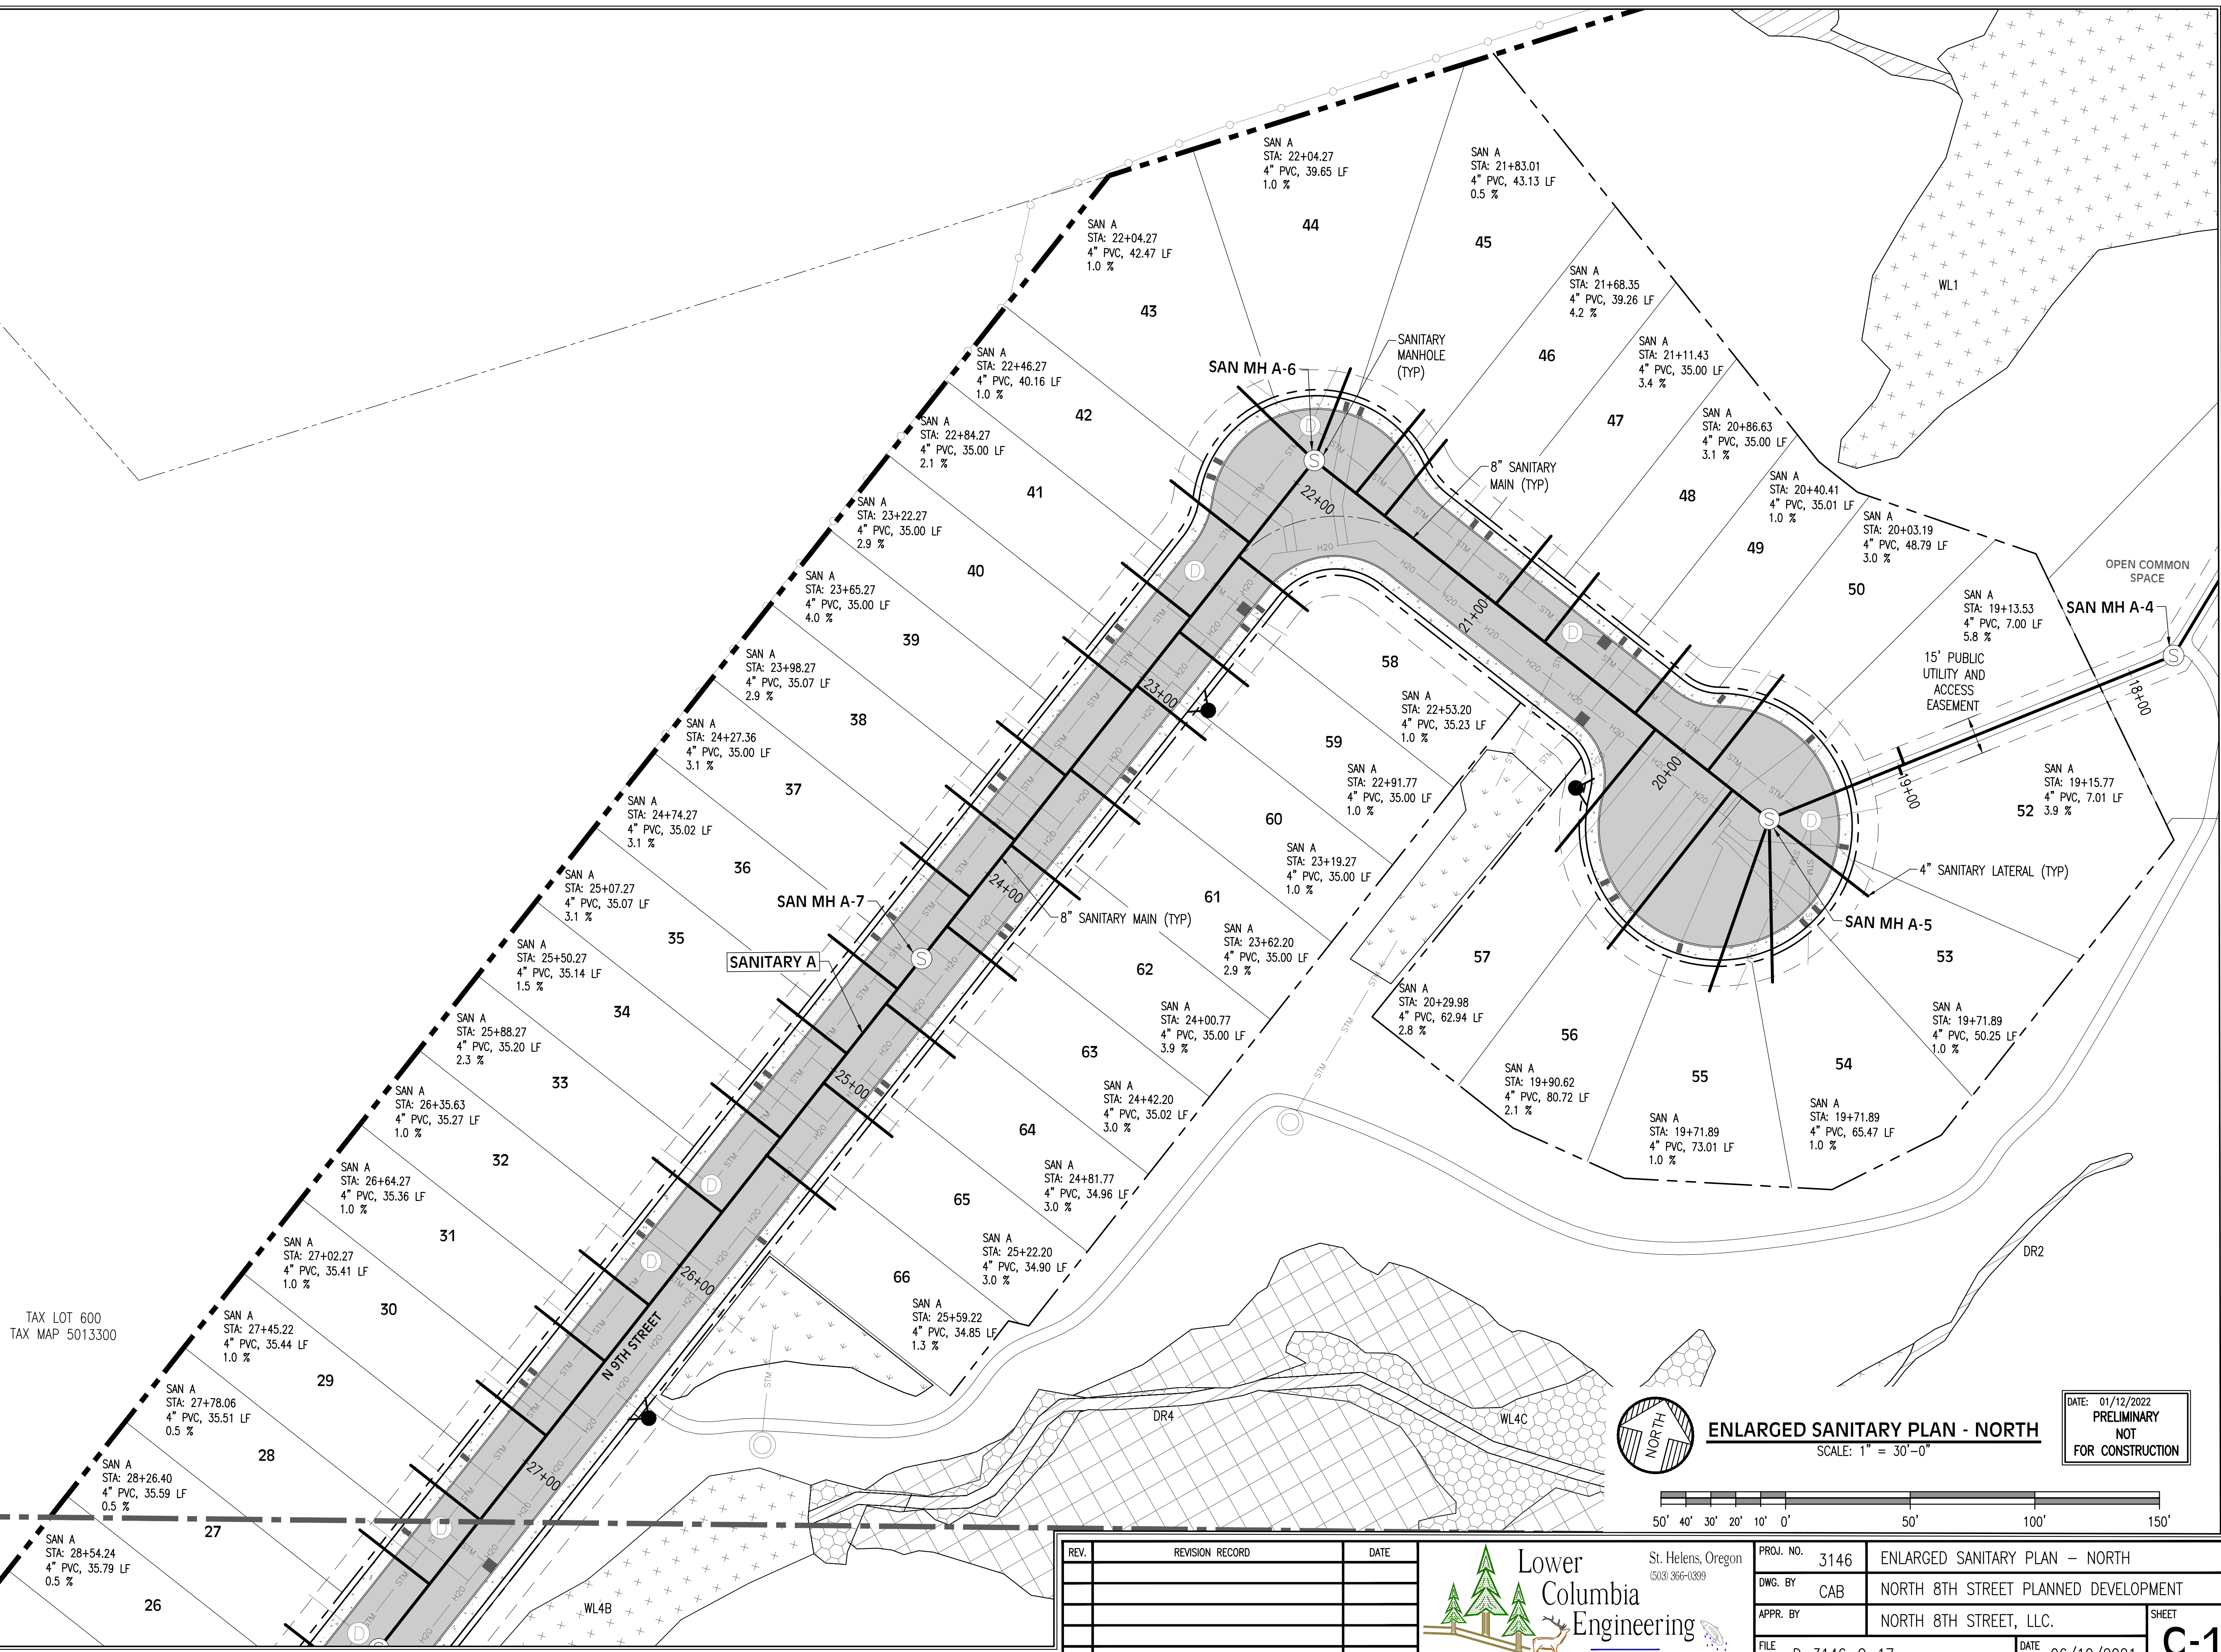 SAN A
STA: 22+04.27
4" PVC, 39.65 LF
1.0 %
44
SAN A
STA: 21+83.01
4" PVC, 43.13 LF
0.5 %
45
SAN A
STA: 22+04.27
4" PVC, 42.47 LF
1.0 %
43
SAN A
STA: 21+68.35
4" PVC, 39.26 LF
4.2 %
46
WL1
SAN A
STA: 22+46.27
4" PVC, 40.16 LF
1.0 %
42
SAN MH A-6
SANITARY
MANHOLE
(TYP)
SAN A
STA: 21+11.43
4" PVC, 35.00 LF
3.4 %
47
SAN A
STA: 22+84.27
4" PVC, 35.00 LF
2.1 %
41
SAN A
STA: 20+86.63
4" PVC, 35.00 LF
3.1 %
48
8" SANITARY
MAIN (TYP)
SAN A
STA: 20+40.41
4" PVC, 35.01 LF
1.0 %
49
SAN A
STA: 23+22.27
4" PVC, 35.00 LF
2.9 %
40
SAN A
STA: 20+03.19
4" PVC, 48.79 LF
3.0 %
50
22+00
OPEN COMMON
SPACE
SAN A
STA: 23+65.27
4" PVC, 35.00 LF
4.0 %
39
SAN A
STA: 19+13.53
4" PVC, 7.00 LF
5.8 %
SAN MH A-4
21+00
15' PUBLIC
UTILITY AND
ACCESS
EASEMENT
18+00
SAN A
STA: 23+98.27
4" PVC, 35.07 LF
2.9 %
38
58
SAN A
STA: 22+53.20
4" PVC, 35.23 LF
1.0 %
23+00
SAN A
STA: 24+27.36
4" PVC, 35.00 LF
3.1 %
37
59
SAN A
STA: 22+91.77
4" PVC, 35.00 LF
1.0 %
20+00
19+00
SAN A
STA: 19+15.77
4" PVC, 7.01 LF
3.9 %
52
SAN A
STA: 24+74.27
4" PVC, 35.02 LF
3.1 %
36
60
SAN A
STA: 23+19.27
4" PVC, 35.00 LF
1.0 %
4" SANITARY LATERAL (TYP)
SAN A
STA: 25+07.27
4" PVC, 35.07 LF
3.1 %
35
SAN MH A-7
24+00
8" SANITARY MAIN (TYP)
61
SAN MH A-5
SANITARY A
SAN A
STA: 23+62.20
4" PVC, 35.00 LF
2.9 %
62
57
53
SAN A
STA: 25+50.27
4" PVC, 35.14 LF
1.5 %
34
SAN A
STA: 20+29.98
4" PVC, 62.94 LF
2.8 %
SAN A
STA: 24+00.77
4" PVC, 35.00 LF
3.9 %
63
SAN A
STA: 19+71.89
4" PVC, 50.25 LF
1.0 %
SAN A
STA: 25+88.27
4" PVC, 35.20 LF
2.3 %
33
56
54
25+00
SAN A
STA: 19+90.62
4" PVC, 80.72 LF
2.1 %
55
SAN A
STA: 24+42.20
4" PVC, 35.02 LF
3.0 %
64
SAN A
STA: 26+35.63
4" PVC, 35.27 LF
1.0 %
32
SAN A
STA: 19+71.89
4" PVC, 73.01 LF
1.0 %
SAN A
STA: 19+71.89
4" PVC, 65.47 LF
1.0 %
SAN A
STA: 24+81.77
4" PVC, 34.96 LF
3.0 %
65
SAN A
STA: 26+64.27
4" PVC, 35.36 LF
1.0 %
31
SAN A
STA: 25+22.20
4" PVC, 34.90 LF
3.0 %
66
DR2
SAN A
STA: 27+02.27
4" PVC, 35.41 LF
1.0 %
30
26+00
SAN A
STA: 25+59.22
4" PVC, 34.85 LF
1.3 %
TAX LOT 600
TAX MAP 5013300
SAN A
STA: 27+45.22
4" PVC, 35.44 LF
1.0 %
29
N 9TH STREET
SAN A
STA: 27+78.06
4" PVC, 35.51 LF
0.5 %
28
27+00
DR4
WL4C
SAN A
STA: 28+26.40
4" PVC, 35.59 LF
0.5 %
27
SAN A
STA: 28+54.24
4" PVC, 35.79 LF
0.5 %
26
WL4B
NORTH
ENLARGED SANITARY PLAN - NORTH
SCALE: 1" = 30'-0"
DATE: 01/12/2022
PRELIMINARY
NOT
FOR CONSTRUCTION
50' 40' 30' 20' 10' 0' 50' 100' 150'
REV. REVISION RECORD DATE
Lower
Columbia
Engineering
St. Helens, Oregon
(503) 366-0399
PROJ. NO. 3146
ENLARGED SANITARY PLAN - NORTH
DWG. BY CAB
NORTH 8TH STREET PLANNED DEVELOPMENT
APPR. BY
NORTH 8TH STREET, LLC.
SHEET
C-1
FILE
DATE